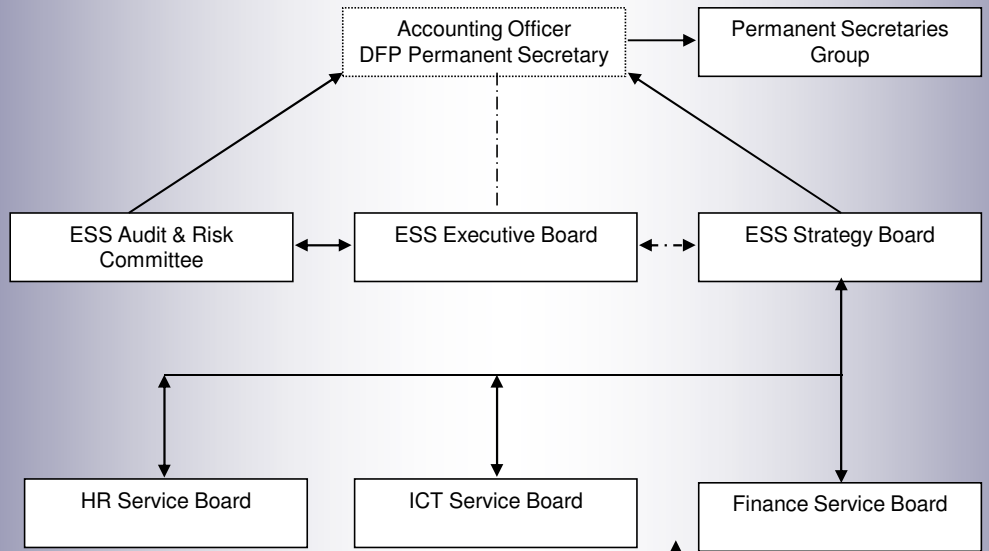 Accounting Officer
DFP Permanent Secretary
Permanent Secretaries
Group
ESS Audit & Risk
Committee
ESS Executive Board
ESS Strategy Board
HR Service Board
ICT Service Board
Finance Service Board